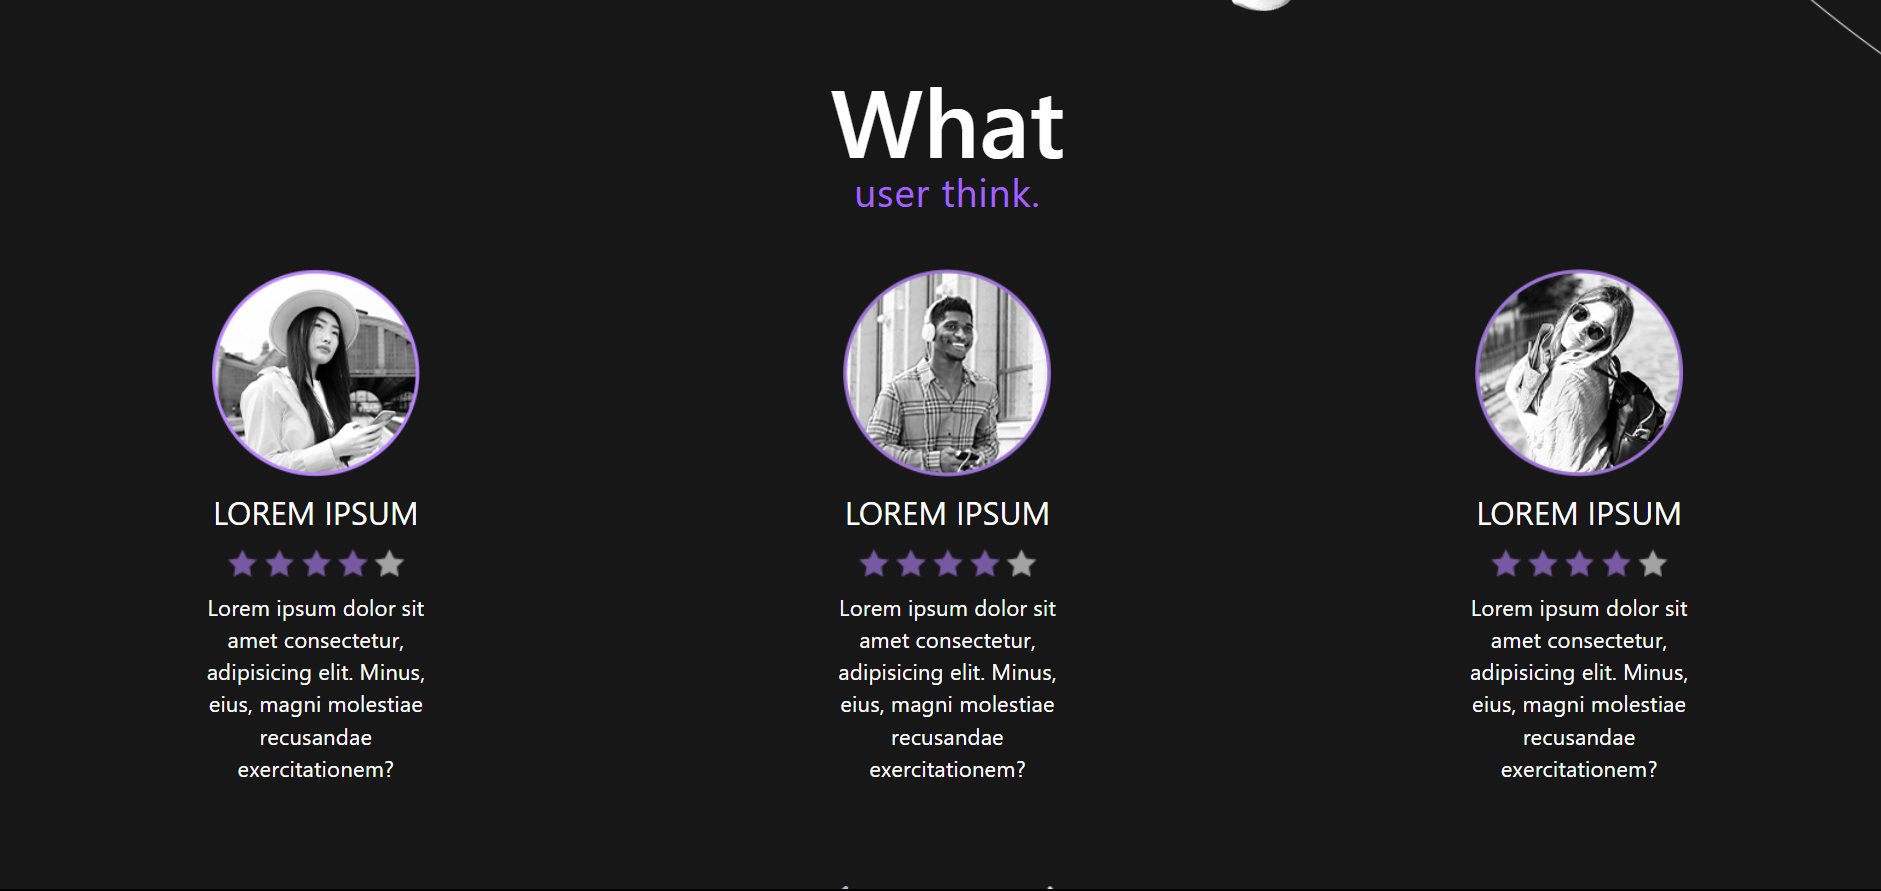 What
user think.
LOREM IPSUM
Lorem ipsum dolor sit
amet consectetur,
adipisicing elit. Minus,
eius, magni molestiae
recusandae
exercitationem?
LOREM IPSUM
Lorem ipsum dolor sit
amet consectetur,
adipisicing elit. Minus,
eius, magni molestiae
recusandae
exercitationem?
LOREM IPSUM
Lorem ipsum dolor sit
amet consectetur,
adipisicing elit. Minus,
eius, magni molestiae
recusandae
exercitationem?